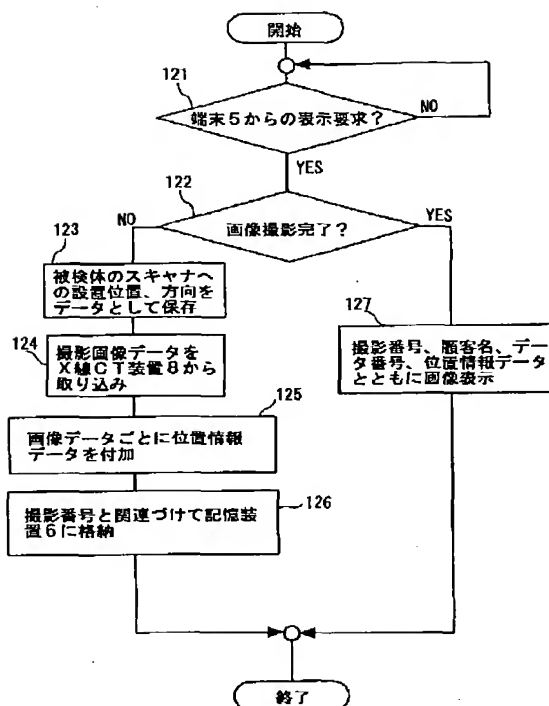 開始
121
端末5からの表示要求？
NO
YES
122
画像撮影完了？
NO
YES
123
被検体のスキャナへ
の設置位置、方向を
データとして保存
124
撮影画像データを
X線CT装置8から
取り込み
125
画像データごとに位置情報
データを付加
126
撮影番号と関連づけて記憶装
置6に格納
127
撮影番号、顧客名、デー
タ番号、位置情報データ
とともに画像表示
終了